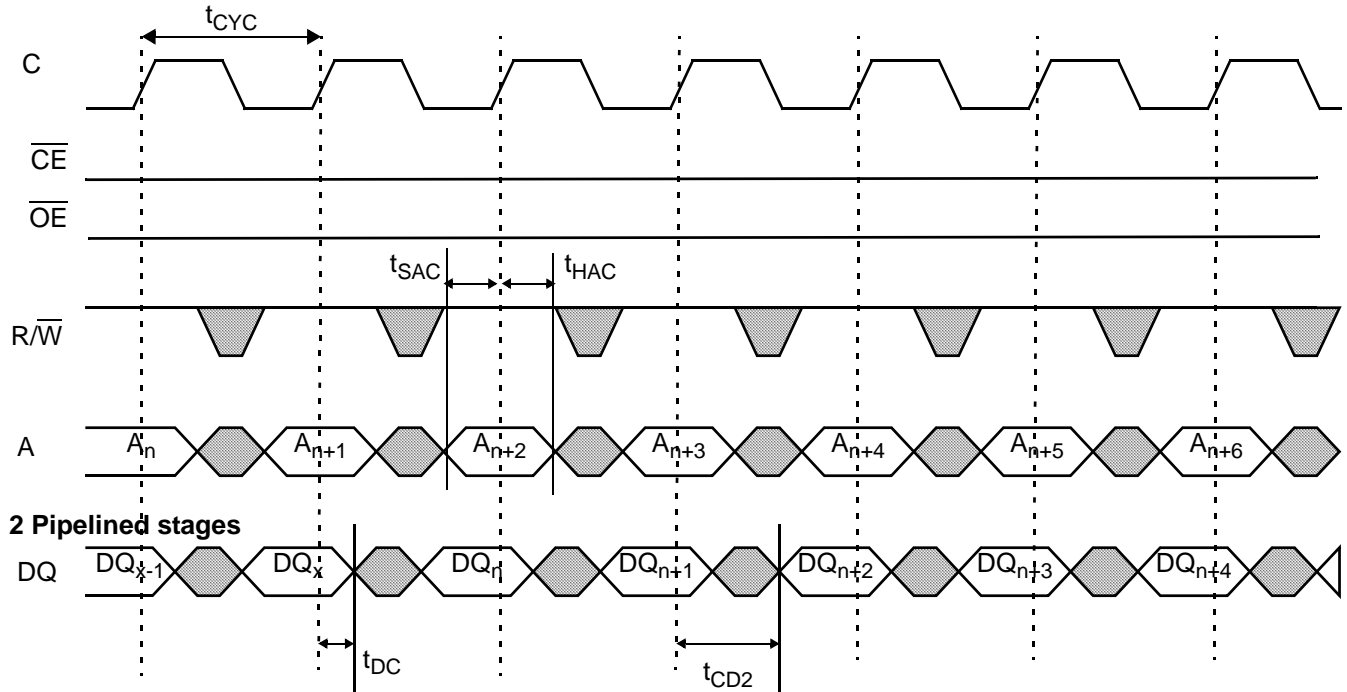 tCYC
C
CE
OE
tSAC tHAC
R/W
A An An+1 An+2 An+3 An+4 An+5 An+6
2 Pipelined stages
DQ DQx-1 DQx DQn DQn+1 DQn+2 DQn+3 DQn+4
tDC tCD2